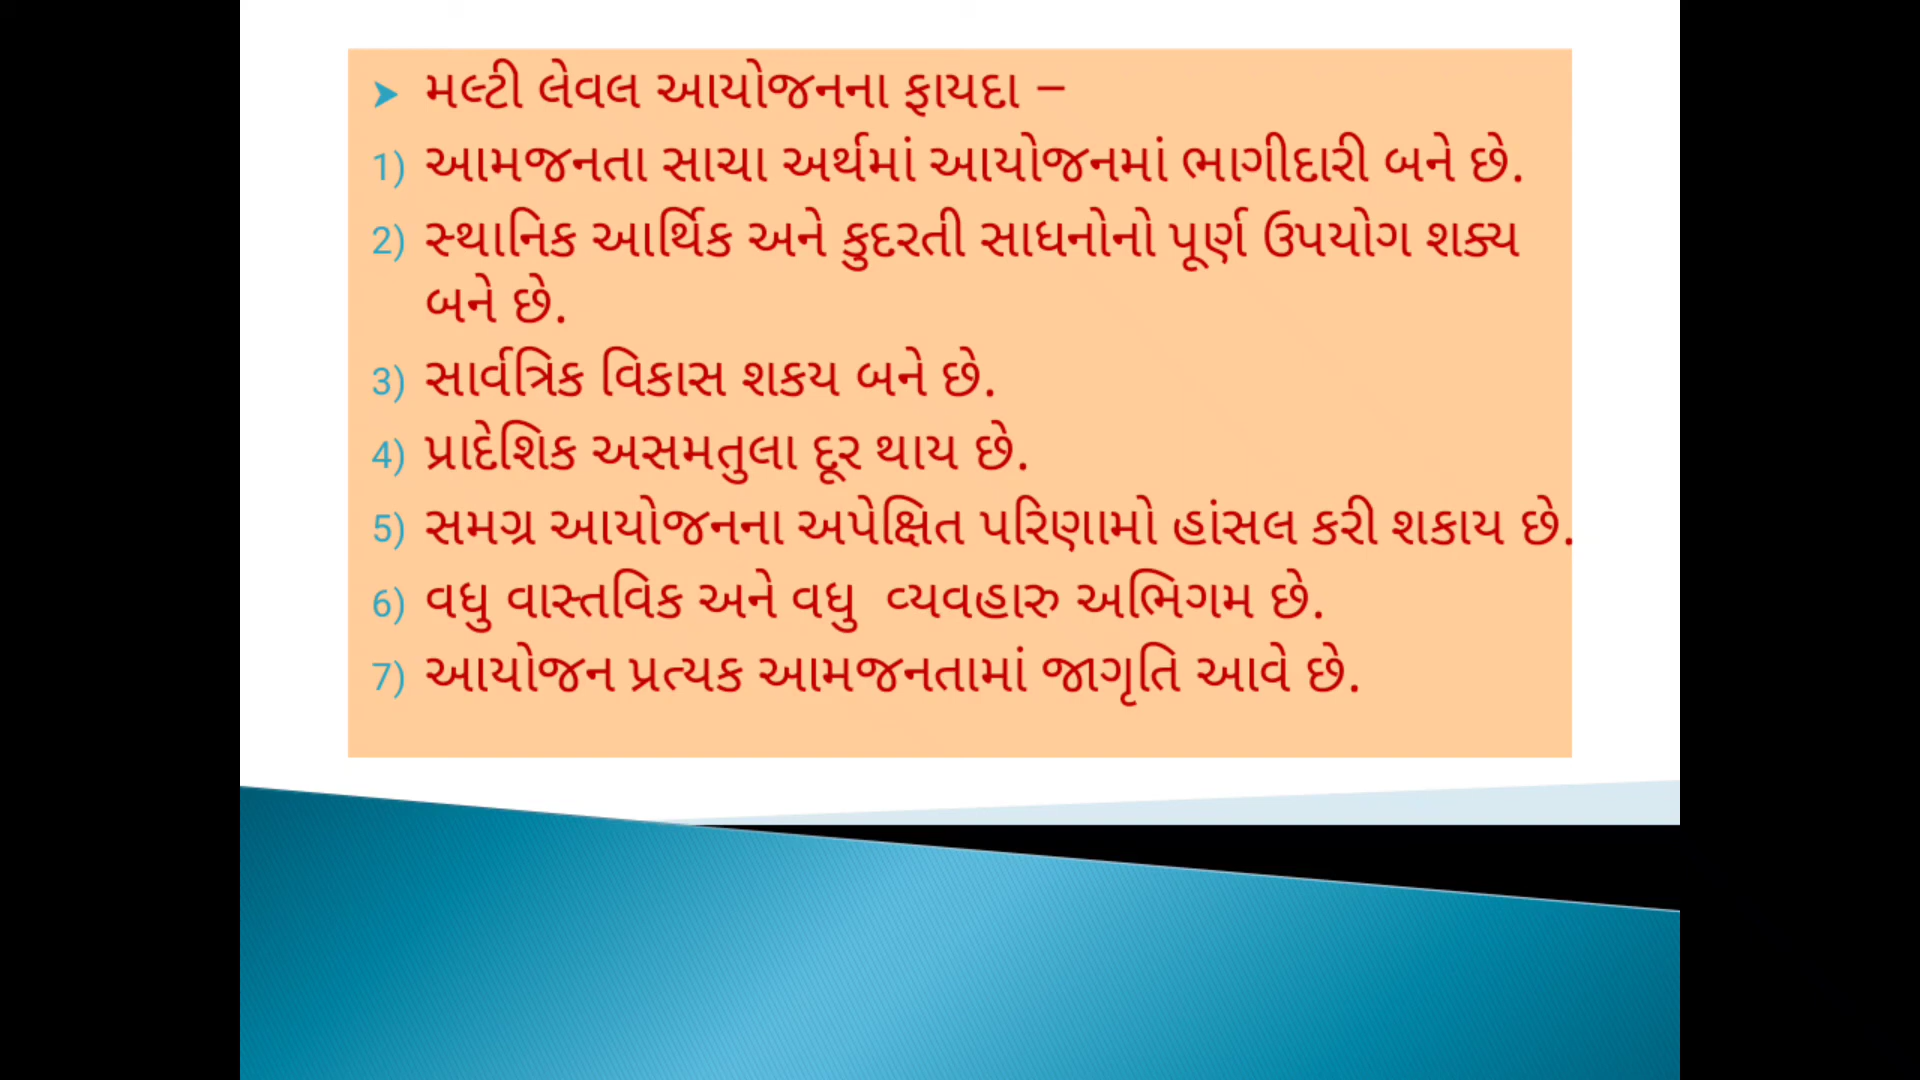 ➤ મલ્ટી લેવલ આયોજનના ફાયદા –
1) આમજનતા સાચા અર્થમાં આયોજનમાં ભાગીદારી બને છે.
2) સ્થાનિક આર્થિક અને કુદરતી સાધનોનો પૂર્ણ ઉપયોગ શક્ય
બને છે.
3) સાર્વત્રિક વિકાસ શકય બને છે.
4) પ્રાદેશિક અસમતુલા દૂર થાય છે.
5) સમગ્ર આયોજનના અપેક્ષિત પરિણામો હાંસલ કરી શકાય છે.
6) વધુ વાસ્તવિક અને વધુ  વ્યવહારુ અભિગમ છે.
7) આયોજન પ્રત્યક આમજનતામાં જાગૃતિ આવે છે.